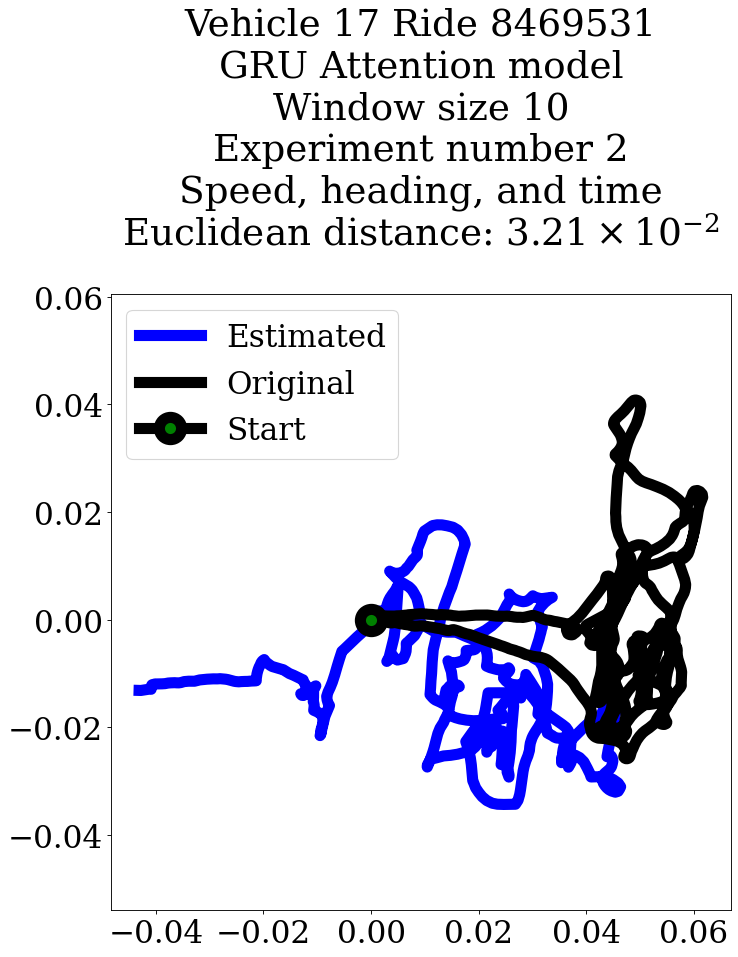 Vehicle 17 Ride 8469531
GRU Attention model
Window size 10
Experiment number 2
Speed, heading, and time
Euclidean distance: 3.21 × 10⁻²
0.06
0.04
0.02
0.00
−0.02
−0.04
Estimated
Original
Start
−0.04 −0.02 0.00 0.02 0.04 0.06